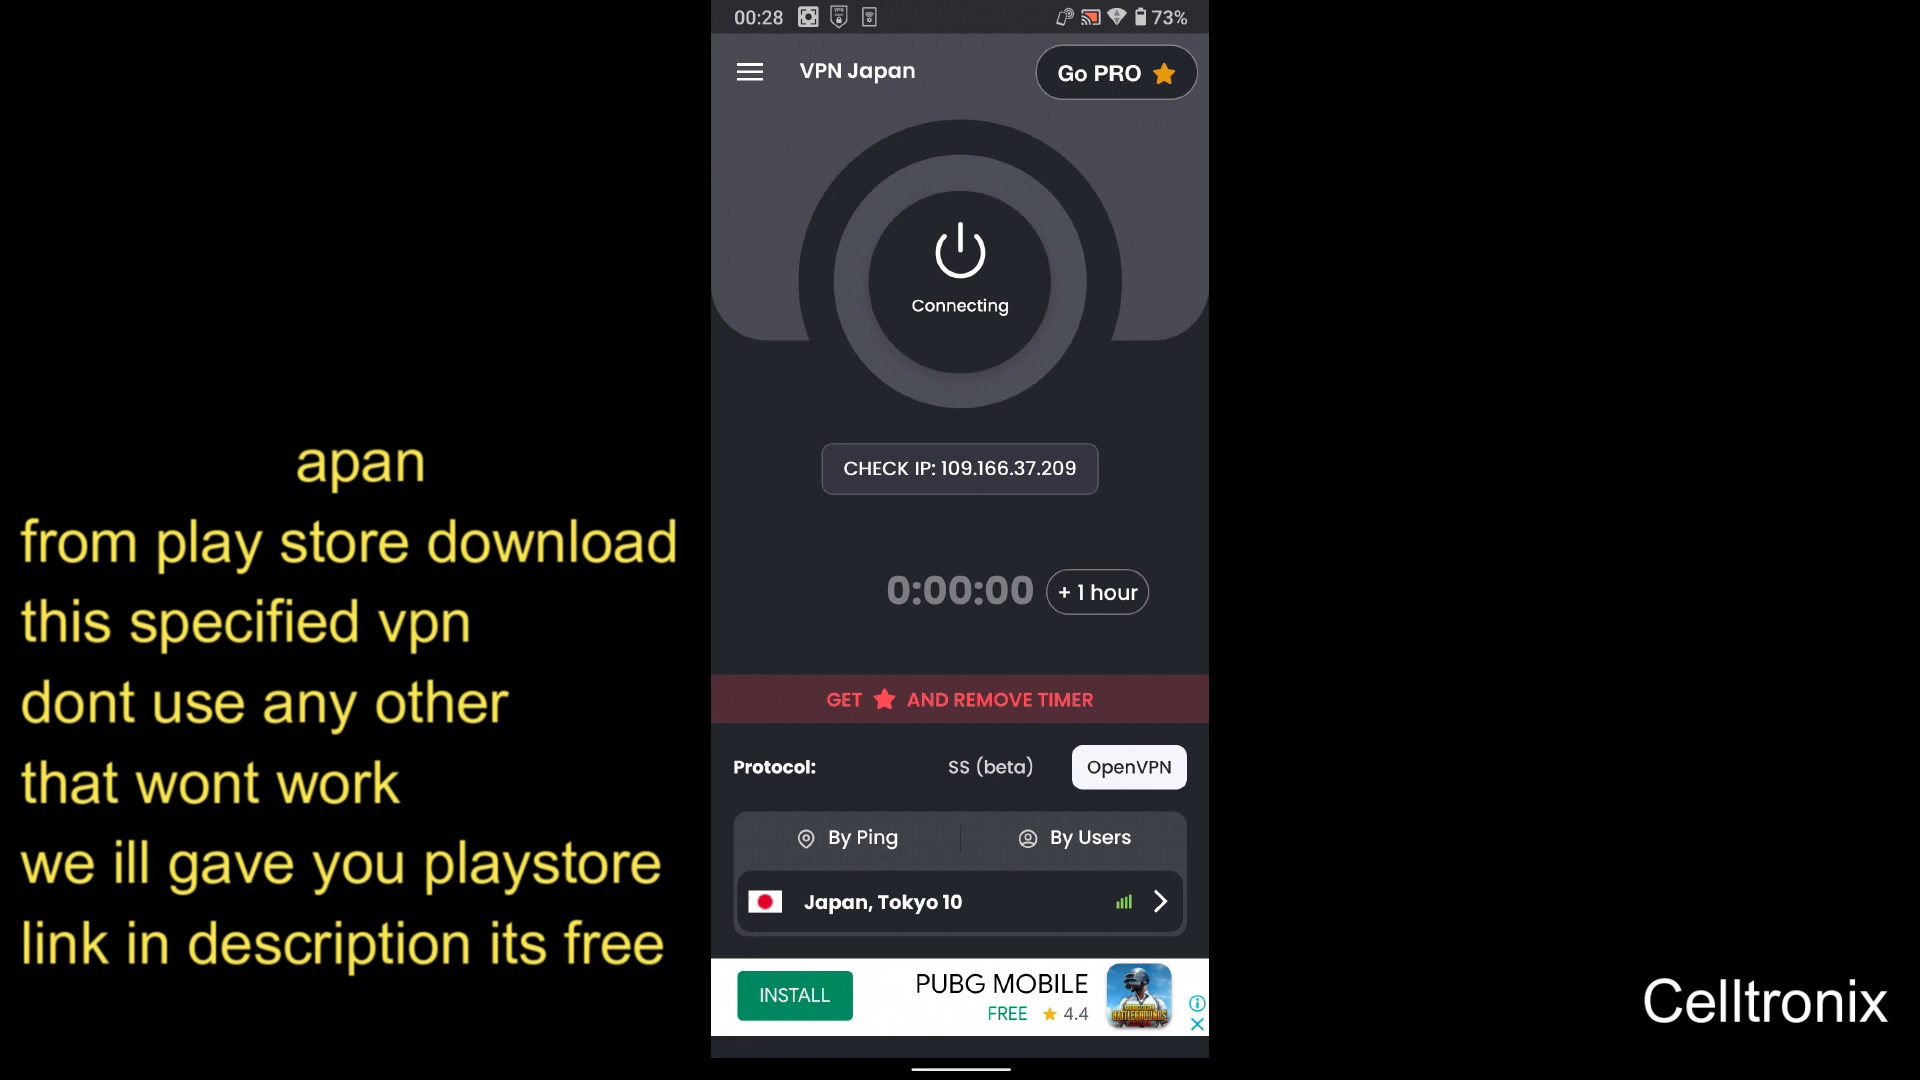 00:28
73%
VPN Japan
Go PRO
Connecting
CHECK IP: 109.166.37.209
0:00:00 + 1 hour
GET AND REMOVE TIMER
Protocol: SS (beta) OpenVPN
By Ping By Users
Japan, Tokyo 10
INSTALL
PUBG MOBILE
FREE 4.4
apan
from play store download
this specified vpn
dont use any other
that wont work
we ill gave you playstore
link in description its free
Celltronix